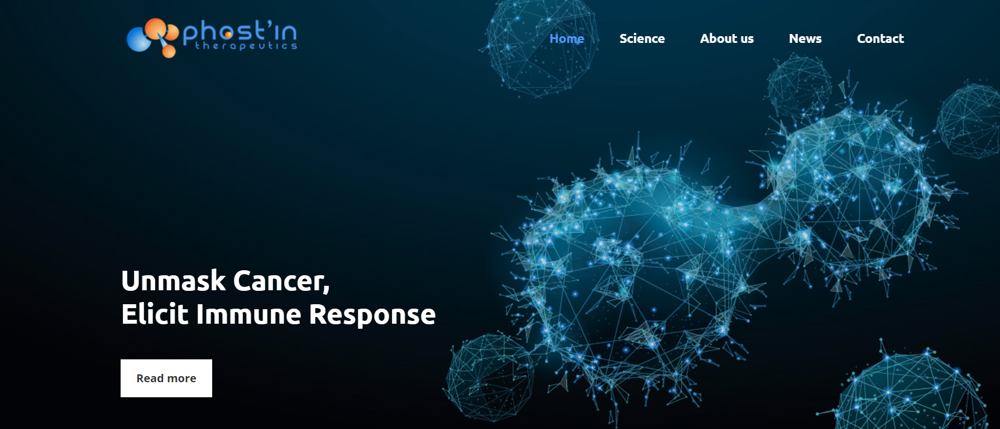 phost'in
therapeutics
Home Science About us News Contact
Unmask Cancer,
Elicit Immune Response
Read more